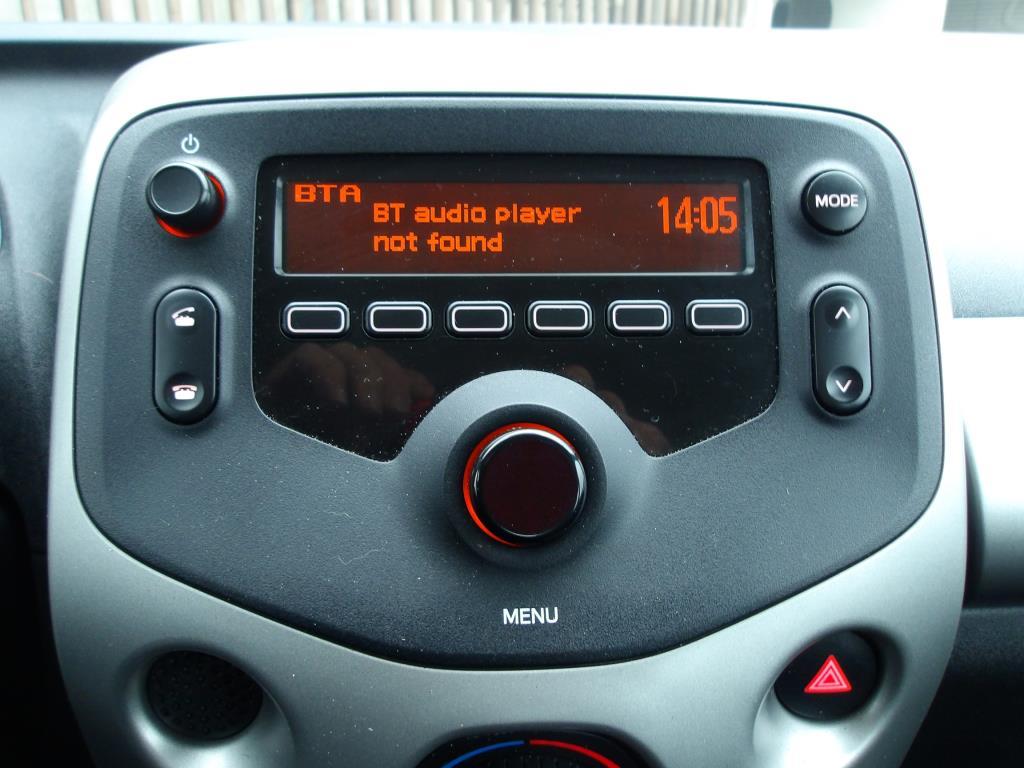 BTA
BT audio player
not found
14:05
MODE
MENU